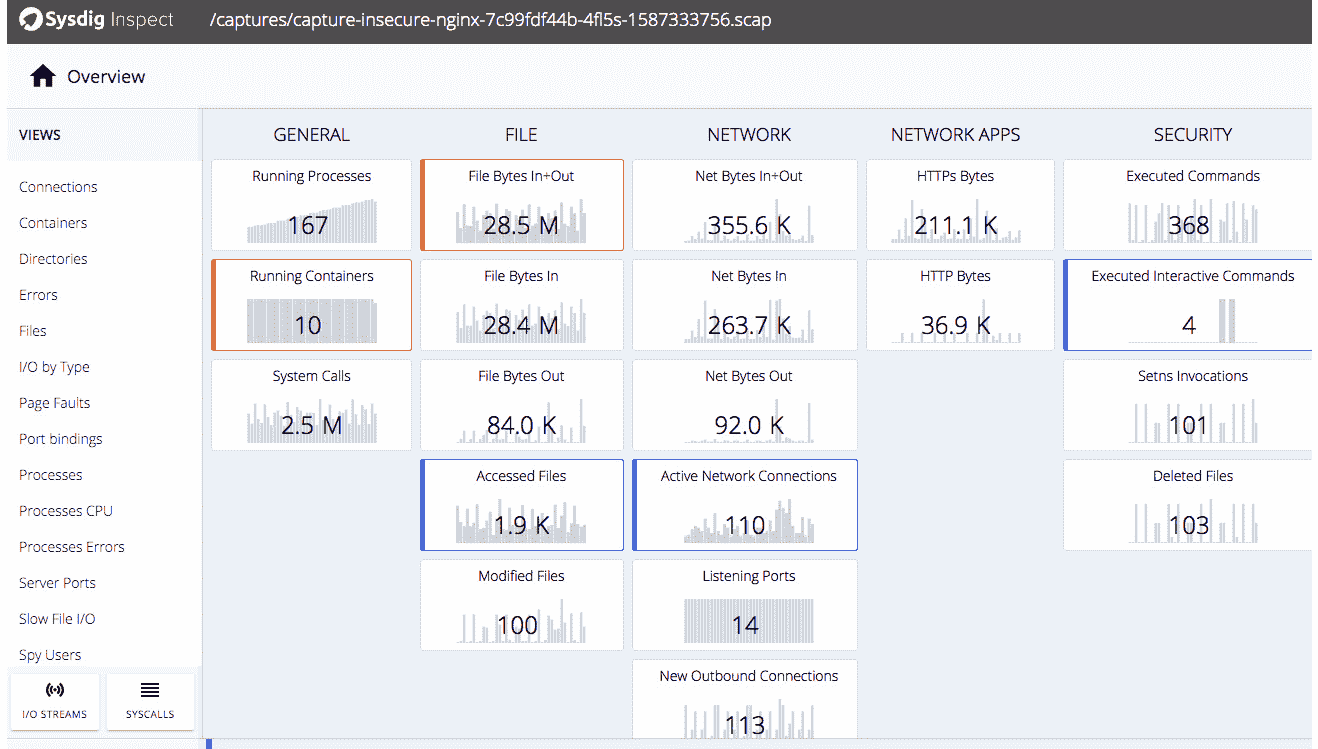 Sysdig Inspect /captures/capture-insecure-nginx-7c99fdf44b-4fl5s-1587333756.scap
Overview
VIEWS
Connections
Containers
Directories
Errors
Files
I/O by Type
Page Faults
Port bindings
Processes
Processes CPU
Processes Errors
Server Ports
Slow File I/O
Spy Users
I/O STREAMS
SYSCALLS
GENERAL
Running Processes
167
Running Containers
10
System Calls
2.5 M
FILE
File Bytes In+Out
28.5 M
File Bytes In
28.4 M
File Bytes Out
84.0 K
Accessed Files
1.9 K
Modified Files
100
NETWORK
Net Bytes In+Out
355.6 K
Net Bytes In
263.7 K
Net Bytes Out
92.0 K
Active Network Connections
110
Listening Ports
14
New Outbound Connections
113
NETWORK APPS
HTTPs Bytes
211.1 K
HTTP Bytes
36.9 K
SECURITY
Executed Commands
368
Executed Interactive Commands
4
Setns Invocations
101
Deleted Files
103